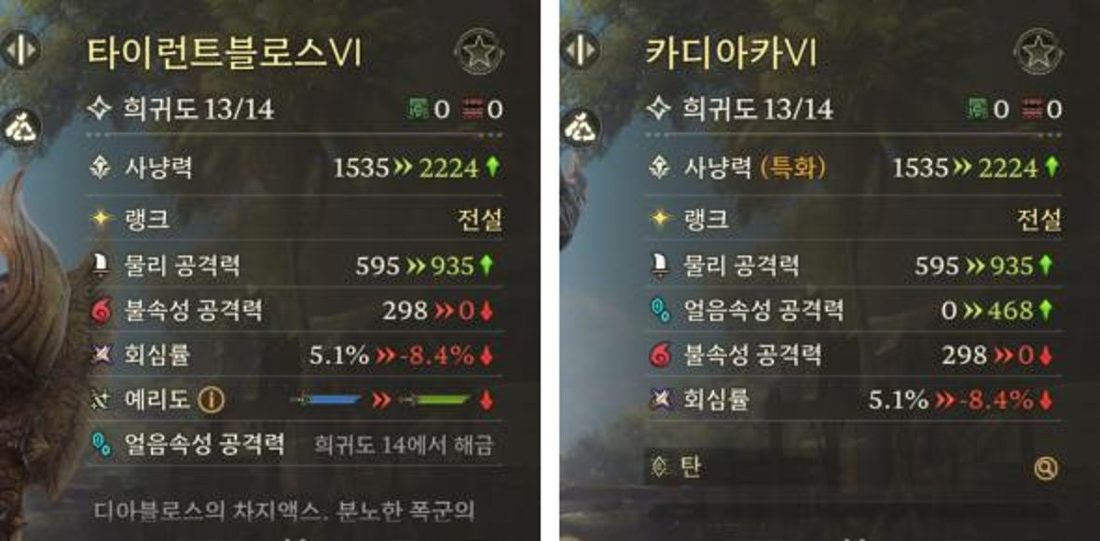 타이런트블로스VI
희귀도 13/14 0 0
사냥력 1535 » 2224
랭크 전설
물리 공격력 595 » 935
불속성 공격력 298 » 0
회심률 5.1% » -8.4%
예리도 »
얼음속성 공격력 희귀도 14에서 해금
디아블로스의 차지액스. 분노한 폭군의
카디아카VI
희귀도 13/14 0 0
사냥력 (특화) 1535 » 2224
랭크 전설
물리 공격력 595 » 935
얼음속성 공격력 0 » 468
불속성 공격력 298 » 0
회심률 5.1% » -8.4%
탄